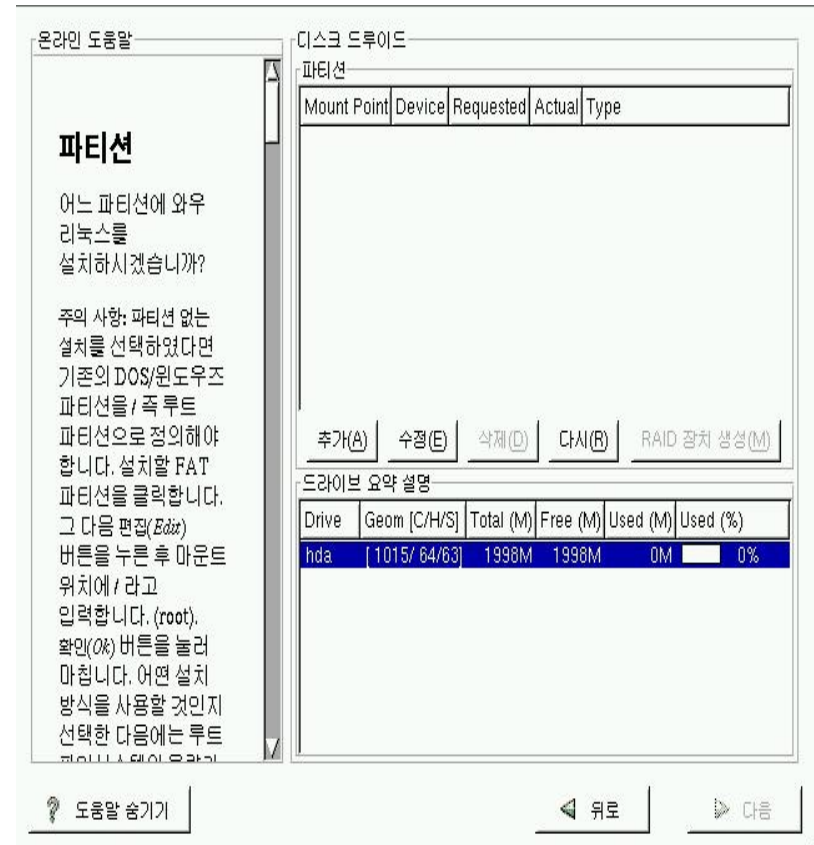 온라인 도움말
파티션
어느 파티션에 와우
리눅스를
설치하시겠습니까?
주의 사항: 파티션 없는
설치를 선택하였다면
기존의 DOS/윈도우즈
파티션을 / 즉 루트
파티션으로 정의해야
합니다. 설치할 FAT
파티션을 클릭합니다.
그 다음 편집(Edit)
버튼을 누른 후 마운트
위치에 / 라고
입력합니다. (root).
확인(Ok) 버튼을 눌러
마칩니다. 어떤 설치
방식을 사용할 것인지
선택한 다음에는 루트
디스크 드루이드
파티션
Mount Point Device Requested Actual Type
추가(A) 수정(E) 삭제(D) 다시(R) RAID 장치 생성(M)
드라이브 요약 설명
Drive Geom [C/H/S] Total (M) Free (M) Used (M) Used (%)
hda [ 1015/ 64/63] 1998M 1998M 0M 0%
? 도움말 숨기기
위로
다음